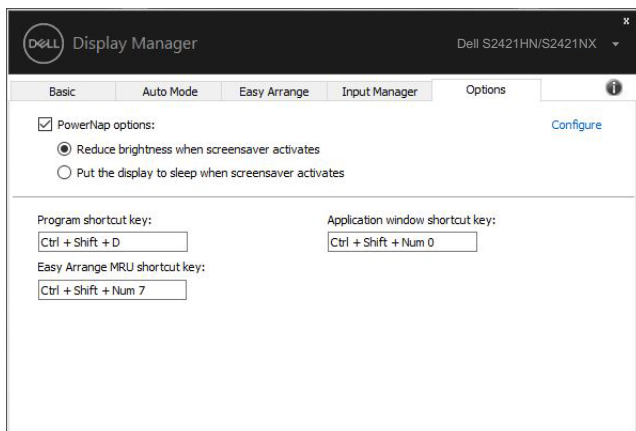 x
DELL Display Manager Dell S2421HN/S2421NX
Basic Auto Mode Easy Arrange Input Manager Options i
PowerNap options: Configure
Reduce brightness when screensaver activates
Put the display to sleep when screensaver activates
Program shortcut key: Application window shortcut key:
Ctrl + Shift + D Ctrl + Shift + Num 0
Easy Arrange MRU shortcut key:
Ctrl + Shift + Num 7